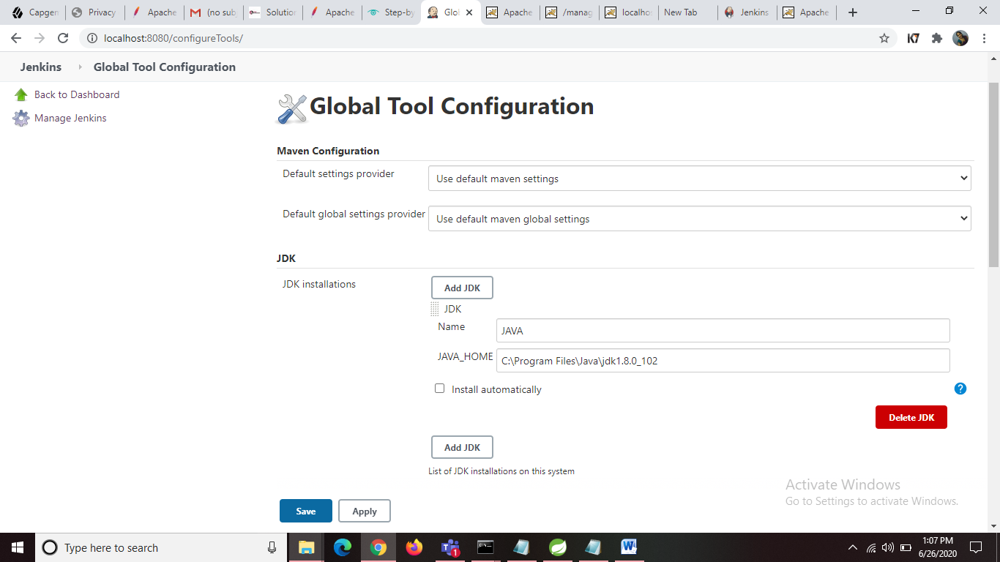 Capgen
Privacy
Apache
(no sub
Solution
Apache
Step-by
Glo
Apache
/manag
localhos
New Tab
Jenkins
Apache
localhost:8080/configureTools/
K7
Jenkins
Global Tool Configuration
Back to Dashboard
Manage Jenkins
Global Tool Configuration
Maven Configuration
Default settings provider
Use default maven settings
Default global settings provider
Use default maven global settings
JDK
JDK installations
Add JDK
JDK
Name
JAVA
JAVA_HOME
C:\Program Files\Java\jdk1.8.0_102
Install automatically
?
Delete JDK
Add JDK
List of JDK installations on this system
Activate Windows
Go to Settings to activate Windows.
Save
Apply
Type here to search
1
1:07 PM
6/26/2020